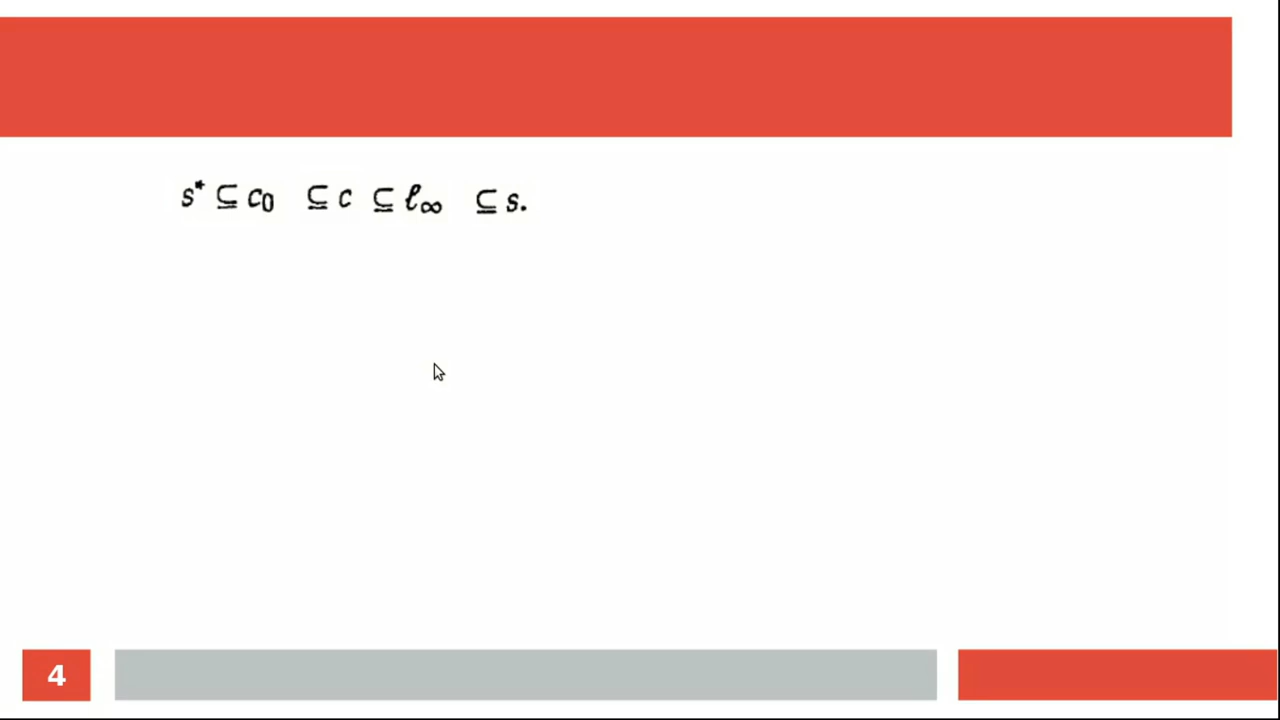 s* ⊆ c₀ ⊆ c ⊆ ℓ∞ ⊆ s.
4